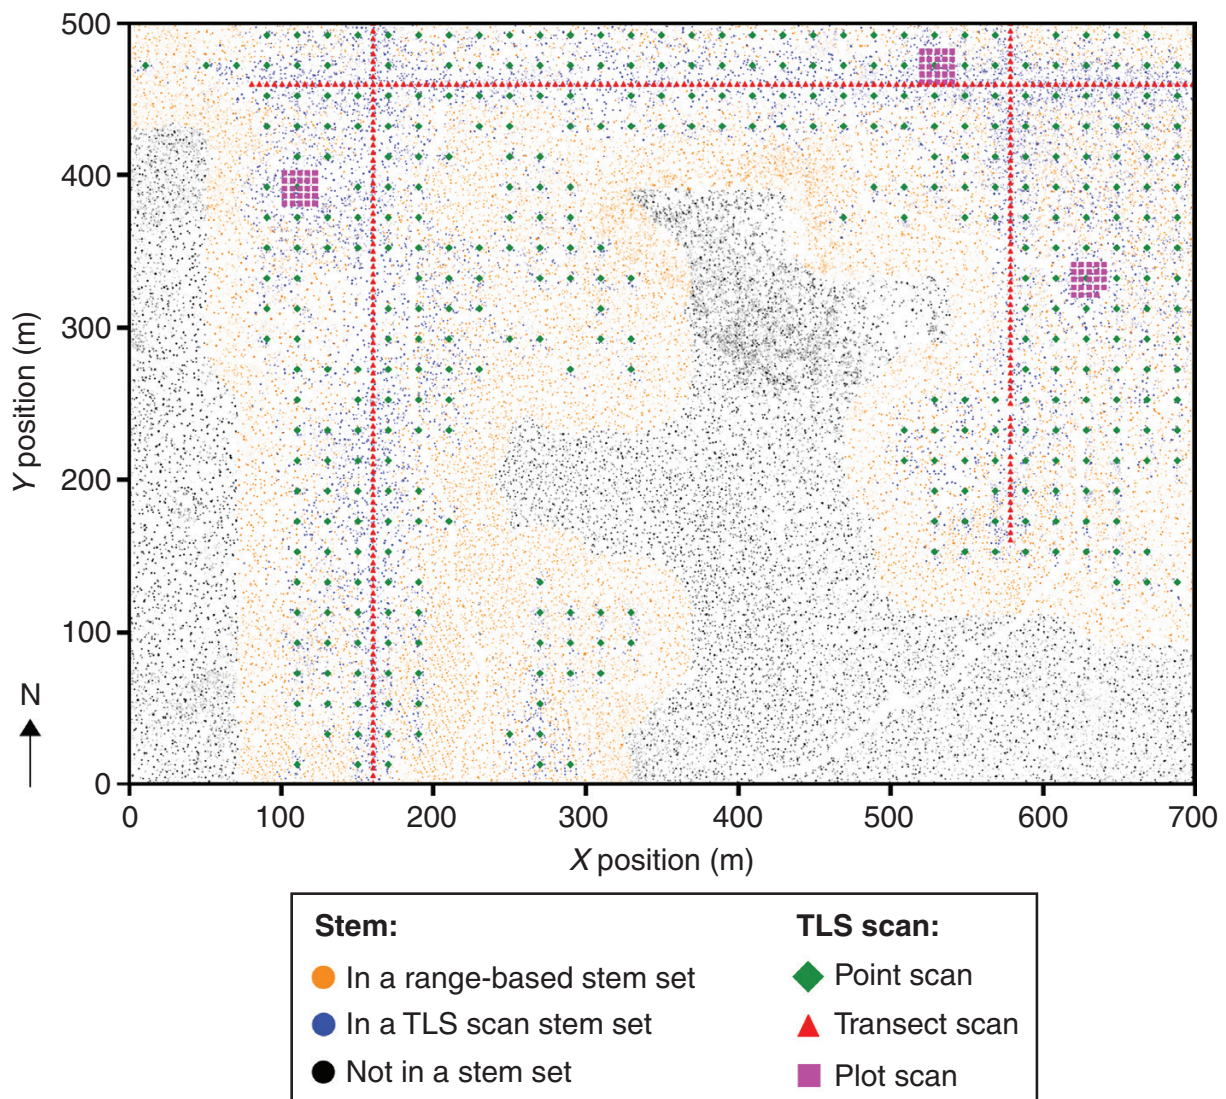 500
400
300
200
100
0
Y position (m)
N
0 100 200 300 400 500 600 700
X position (m)
Stem: TLS scan:
In a range-based stem set Point scan
In a TLS scan stem set Transect scan
Not in a stem set Plot scan